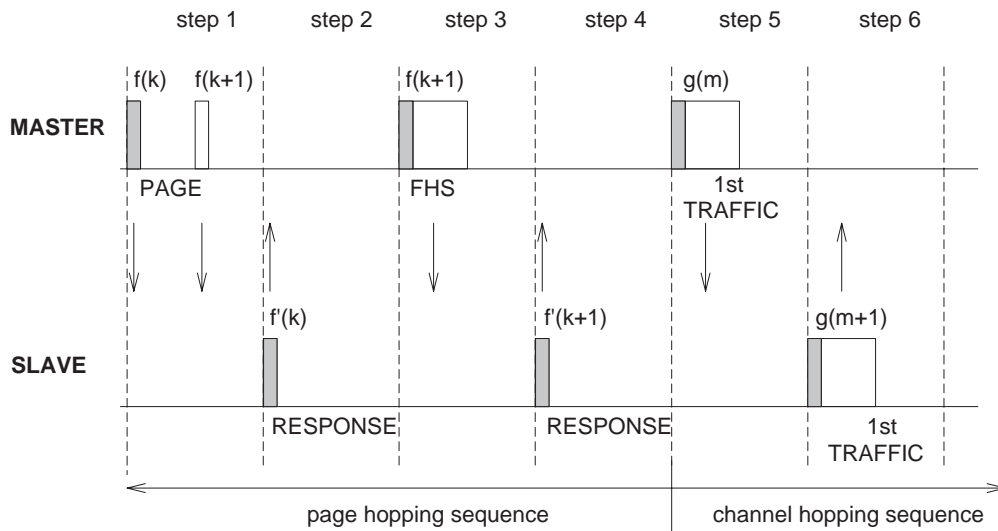 step 1 step 2 step 3 step 4 step 5 step 6
f(k) f(k+1) f(k+1) g(m)
MASTER
PAGE FHS 1st
TRAFFIC
f'(k) f'(k+1) g(m+1)
SLAVE
RESPONSE RESPONSE 1st
TRAFFIC
page hopping sequence channel hopping sequence